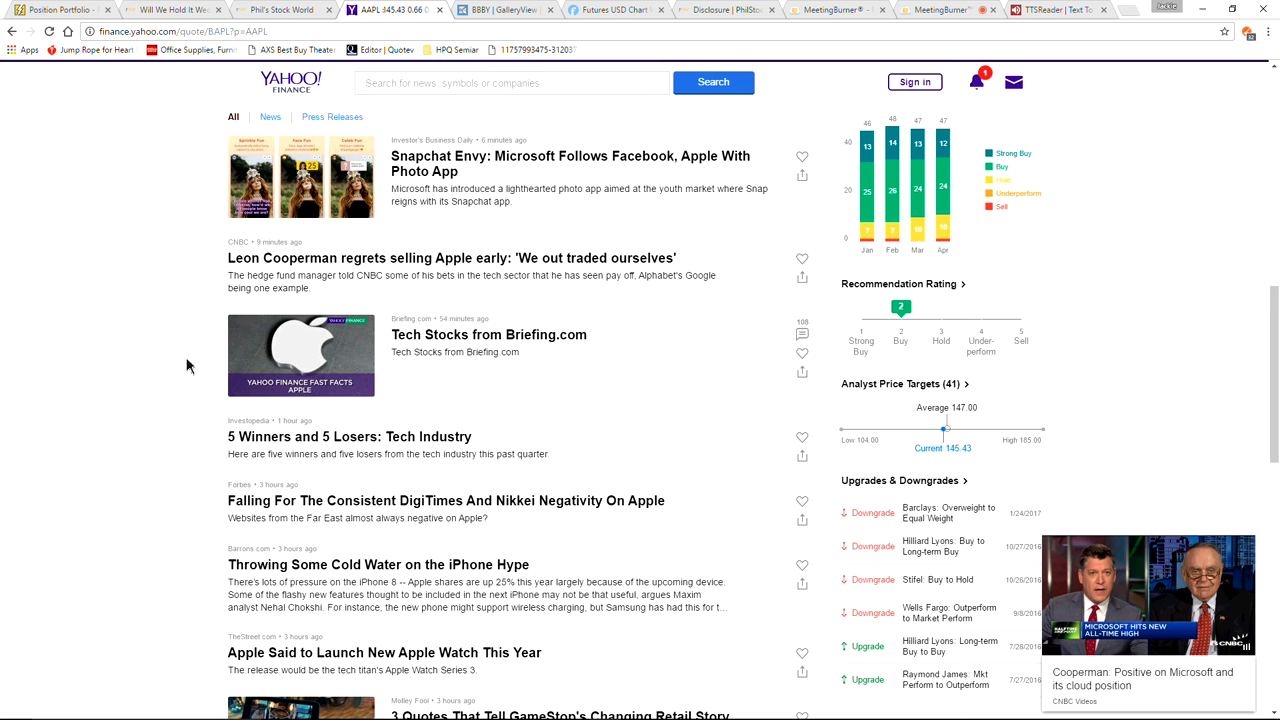 Position Portfolio -
Will We Hold It We
Phil's Stock World
AAPL 145.43 0.66 0
BBBY | GalleryView
Futures USD Chart
Disclosure | PhilStoc
MeetingBurner® -
MeetingBurner™
TTSReader | Text To
Jackie
finance.yahoo.com/quote/BAPL?p=AAPL
Apps
Jump Rope for Heart
Office Supplies, Furni
AXS Best Buy Theater
Editor | Quotev
HPQ Semiar
11757993475-312037
YAHOO!
FINANCE
Search for news, symbols or companies
Search
Sign in
1
All
News
Press Releases
Investor's Business Daily • 6 minutes ago
Snapchat Envy: Microsoft Follows Facebook, Apple With
Photo App
Microsoft has introduced a lighthearted photo app aimed at the youth market where Snap
reigns with its Snapchat app.
CNBC • 9 minutes ago
Leon Cooperman regrets selling Apple early: 'We out traded ourselves'
The hedge fund manager told CNBC some of his bets in the tech sector that he has seen pay off, Alphabet's Google
being one example.
YAHOO FINANCE FAST FACTS
APPLE
Briefing.com • 54 minutes ago
Tech Stocks from Briefing.com
Tech Stocks from Briefing.com
108
Investopedia • 1 hour ago
5 Winners and 5 Losers: Tech Industry
Here are five winners and five losers from the tech industry this past quarter.
Forbes • 3 hours ago
Falling For The Consistent DigiTimes And Nikkei Negativity On Apple
Websites from the Far East almost always negative on Apple?
Barrons.com • 3 hours ago
Throwing Some Cold Water on the iPhone Hype
There's lots of pressure on the iPhone 8 -- Apple shares are up 25% this year largely because of the upcoming device.
Some of the flashy new features thought to be included in the next iPhone may not be that useful, argues Maxim
analyst Nehal Chokshi. For instance, the new phone might support wireless charging, but Samsung has had this for t...
TheStreet.com • 3 hours ago
Apple Said to Launch New Apple Watch This Year
The release would be the tech titan's Apple Watch Series 3.
Motley Fool • 3 hours ago
3 Quotes That Tell GameStop's Changing Retail Story
46 48 47 47
40
20
0
13 14 13 12
25 26 24 24
7 7 10 10
Jan Feb Mar Apr
Strong Buy
Buy
Hold
Underperform
Sell
Recommendation Rating >
2
1 2 3 4 5
Strong Buy Hold Under- Sell
Buy perform
Analyst Price Targets (41) >
Average 147.00
Low 104.00 High 185.00
Current 145.43
Upgrades & Downgrades >
Downgrade Barclays: Overweight to 1/24/2017
Equal Weight
Downgrade Hilliard Lyons: Buy to 10/27/2016
Long-term Buy
Downgrade Stifel: Buy to Hold 10/26/2016
Downgrade Wells Fargo: Outperform 9/8/2016
to Market Perform
Upgrade Hilliard Lyons: Long-term 7/28/2016
Buy to Buy
Upgrade Raymond James: Mkt 7/27/2016
Perform to Outperform
MICROSOFT HITS NEW
ALL-TIME HIGH
CNBC
Cooperman: Positive on Microsoft and
its cloud position
CNBC Videos